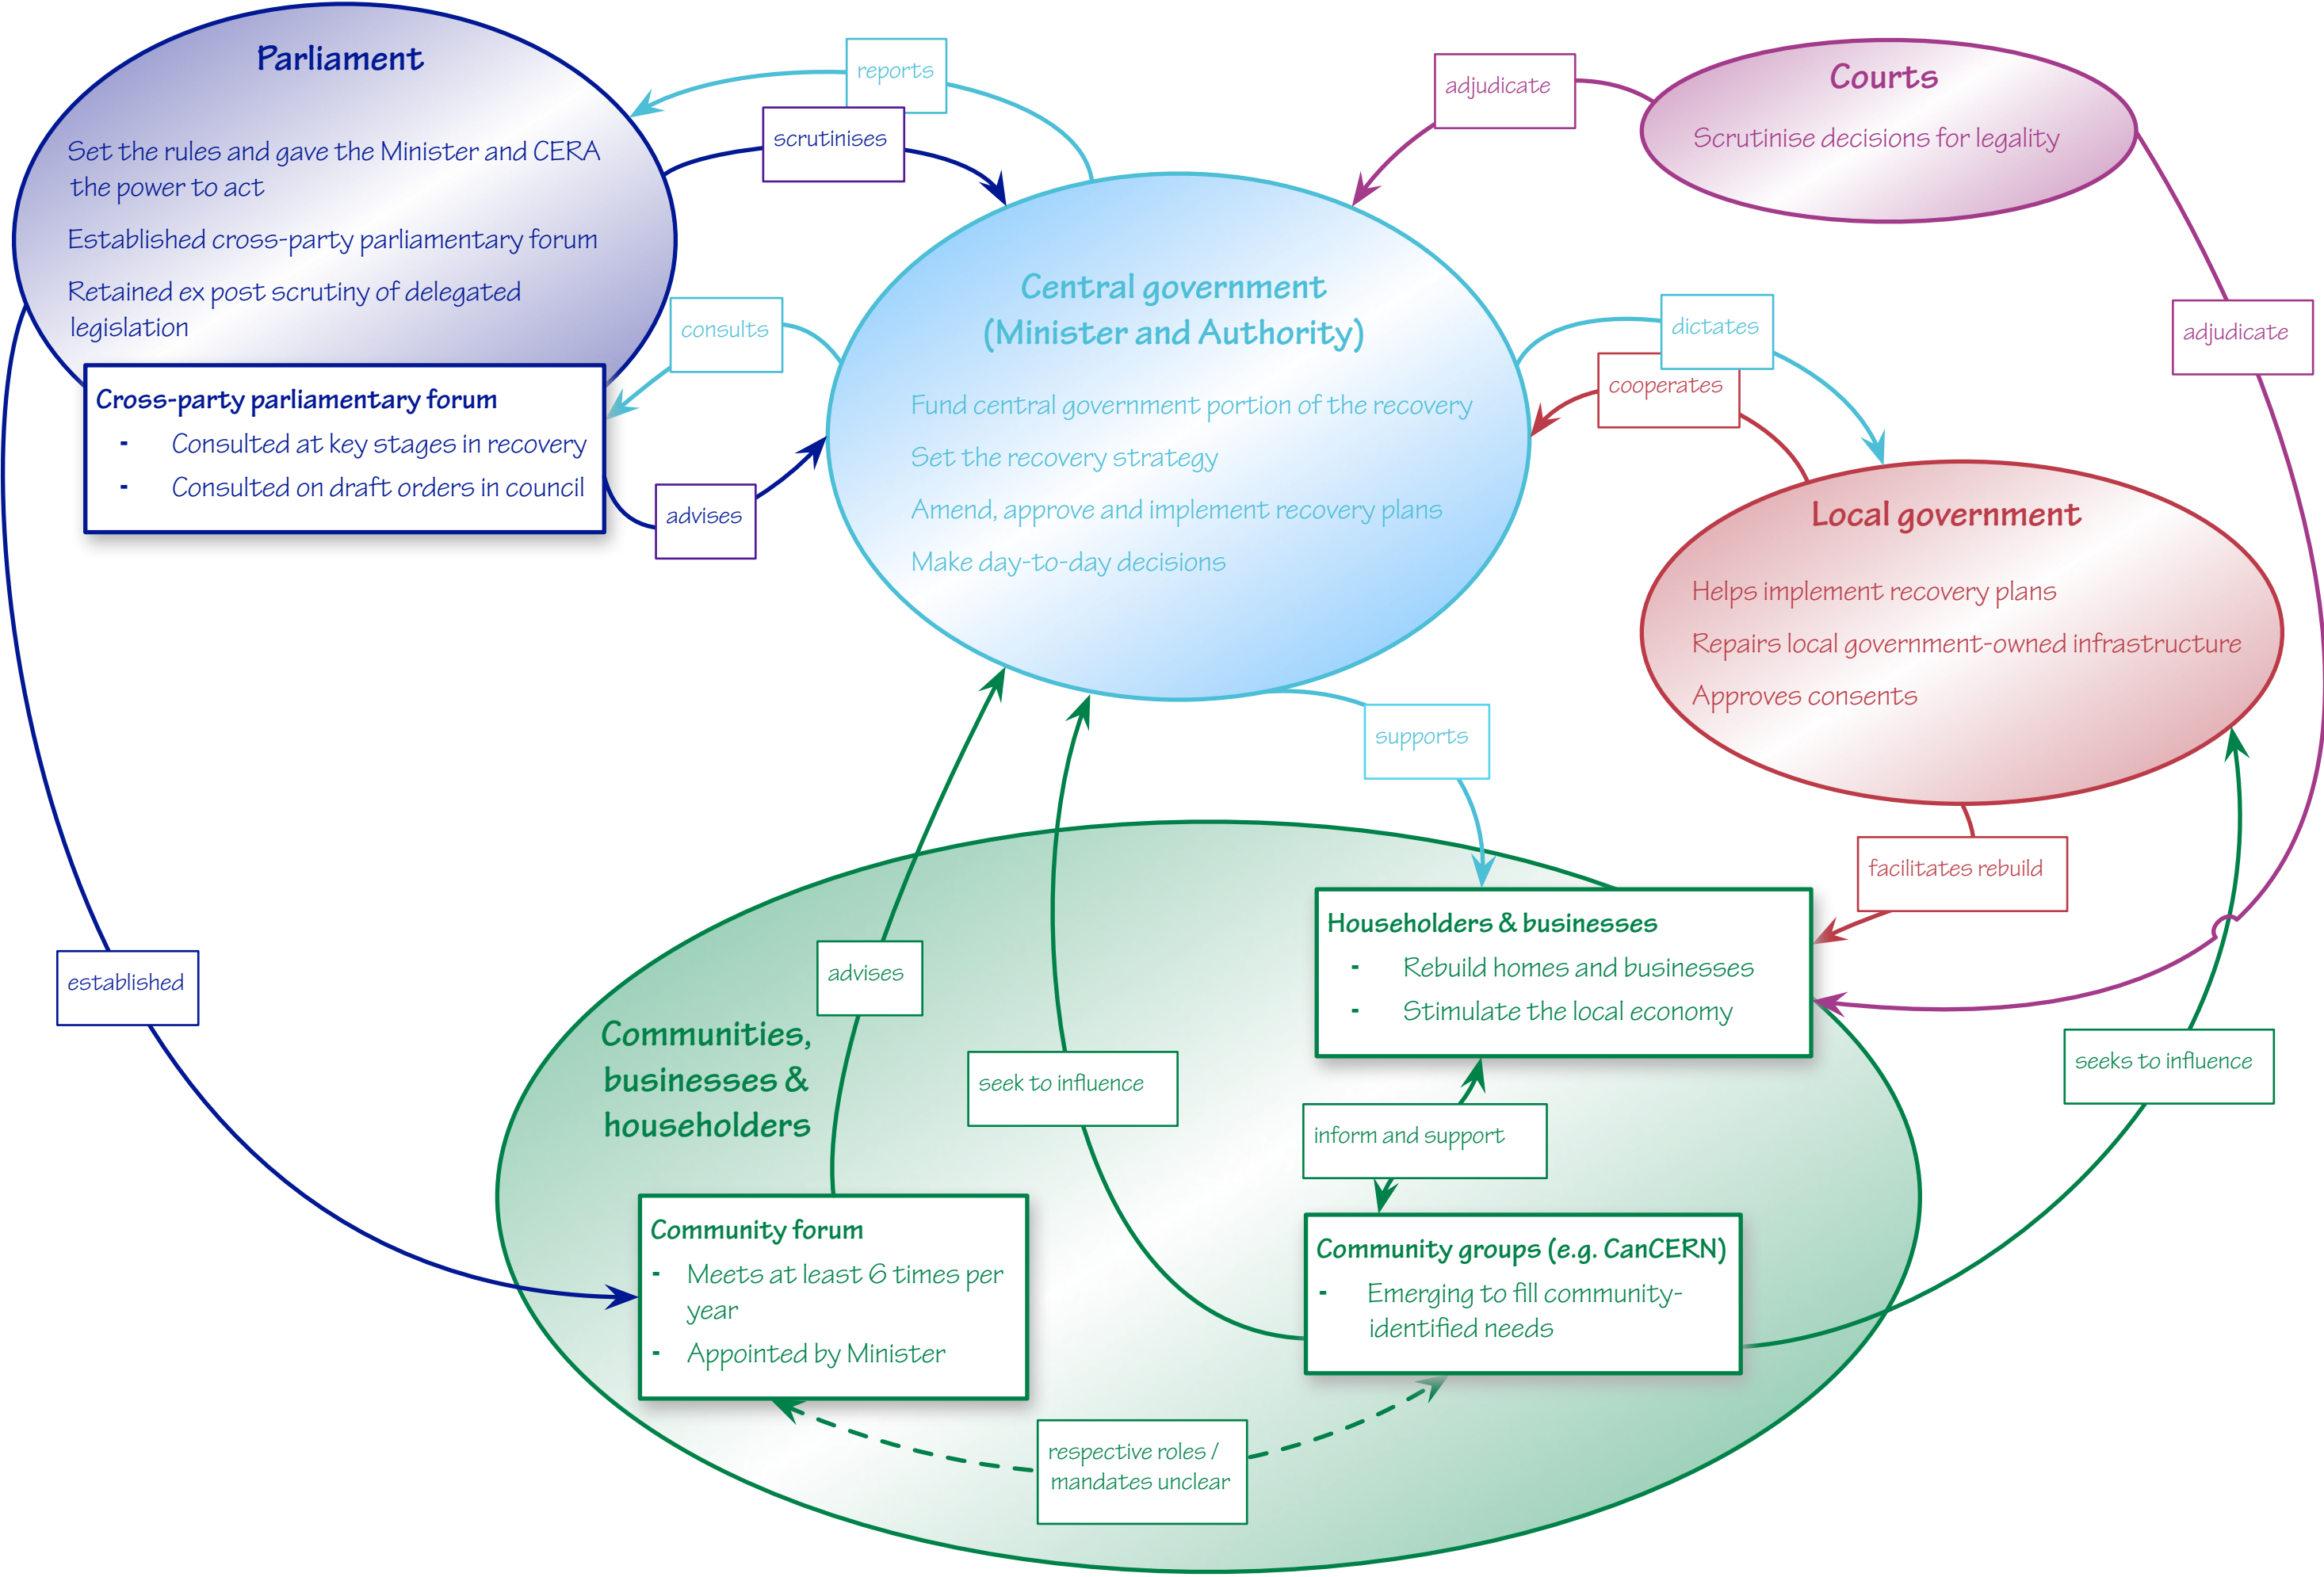 Parliament
Set the rules and gave the Minister and CERA
the power to act
Established cross-party parliamentary forum
Retained ex post scrutiny of delegated
legislation
Cross-party parliamentary forum
- Consulted at key stages in recovery
- Consulted on draft orders in council
reports
scrutinises
consults
advises
Central government
(Minister and Authority)
Fund central government portion of the recovery
Set the recovery strategy
Amend, approve and implement recovery plans
Make day-to-day decisions
adjudicate
Courts
Scrutinise decisions for legality
adjudicate
dictates
cooperates
Local government
Helps implement recovery plans
Repairs local government-owned infrastructure
Approves consents
supports
facilitates rebuild
established
advises
seek to influence
Communities,
businesses &
householders
Householders & businesses
- Rebuild homes and businesses
- Stimulate the local economy
seeks to influence
inform and support
Community forum
- Meets at least 6 times per
year
- Appointed by Minister
Community groups (e.g. CanCERN)
- Emerging to fill community-
identified needs
respective roles /
mandates unclear